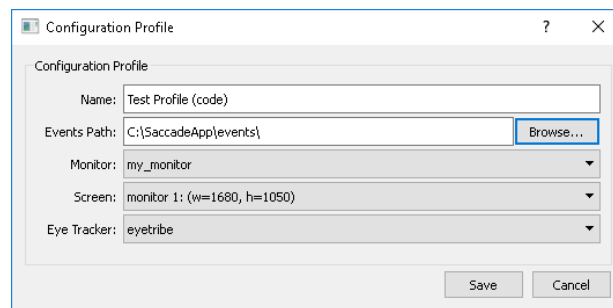 Configuration Profile ?
Configuration Profile
Name: Test Profile (code)
Events Path: C:\SaccadeApp\events\ Browse...
Monitor: my_monitor
Screen: monitor 1: (w=1680, h=1050)
Eye Tracker: eyetribe
Save Cancel